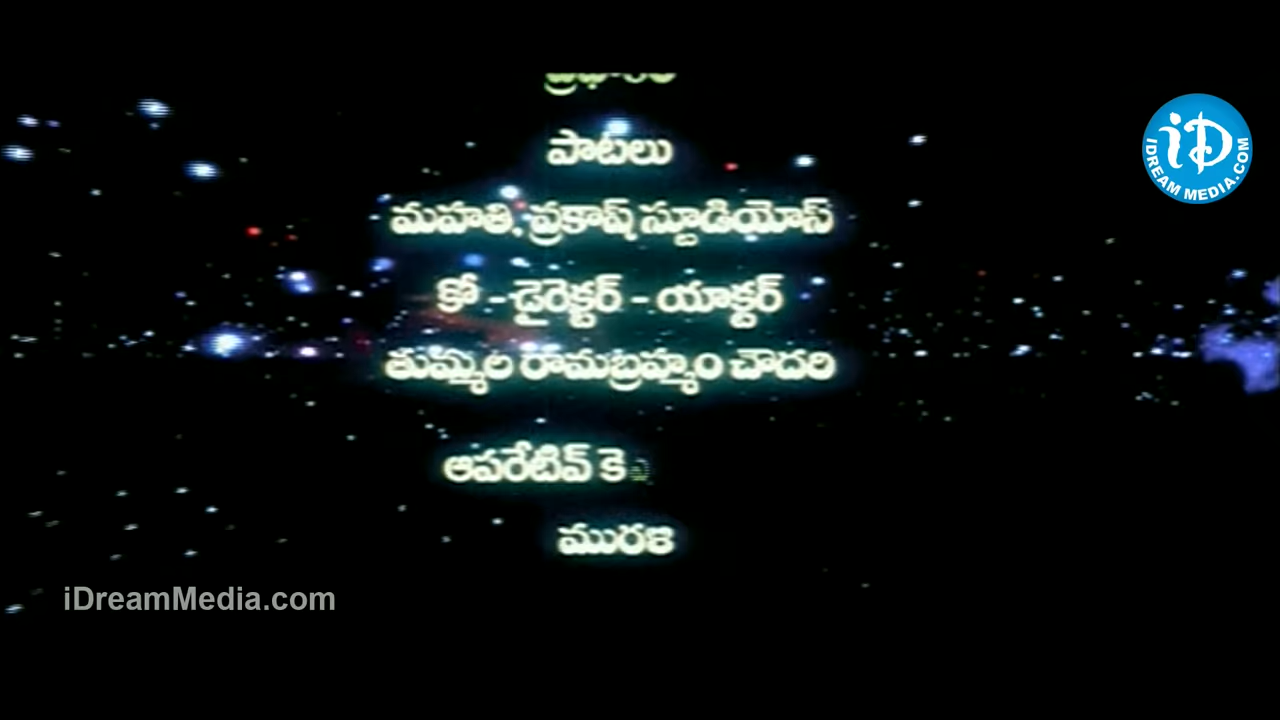 పాటలు
మహతి, ప్రకాష్ స్టూడియోస్
కో - డైరెక్టర్ - యాక్టర్
తుమ్మల రామబ్రహ్మం చౌదరి
ఆపరేటివ్
మురళి
iDreamMedia.com
iD
IDREAM MEDIA.COM